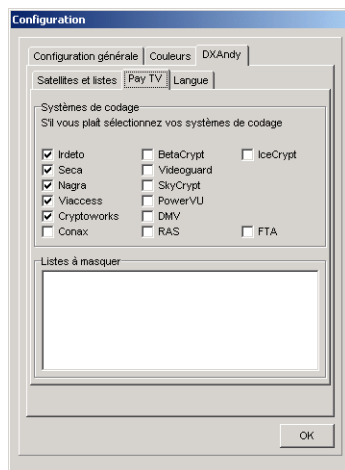 Configuration
Configuration générale Couleurs DXAndy
Satellites et listes Pay TV Langue
Systèmes de codage
S'il vous plaît sélectionnez vos systèmes de codage
Irdeto BetaCrypt IceCrypt
Seca Videoguard
Nagra SkyCrypt
Viaccess PowerVU
Cryptoworks DMV
Conax RAS FTA
Listes à masquer
OK